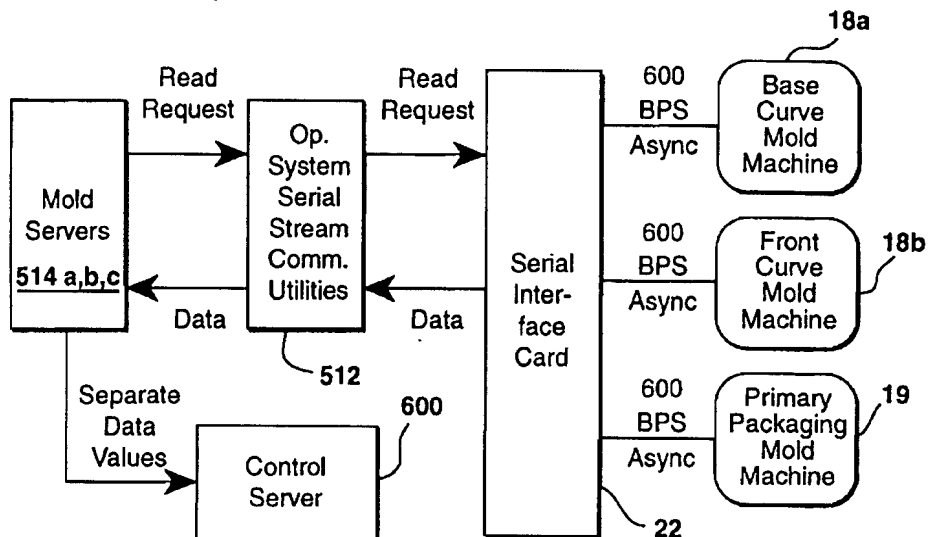 18a
Read
Request
Read
Request
600
BPS
Async
Base
Curve
Mold
Machine
Mold
Servers
514 a,b,c
Op.
System
Serial
Stream
Comm.
Utilities
Data
Data
512
Serial
Inter-
face
Card
600
BPS
Async
Front
Curve
Mold
Machine
18b
Separate
Data
Values
600
Control
Server
600
BPS
Async
Primary
Packaging
Mold
Machine
19
22